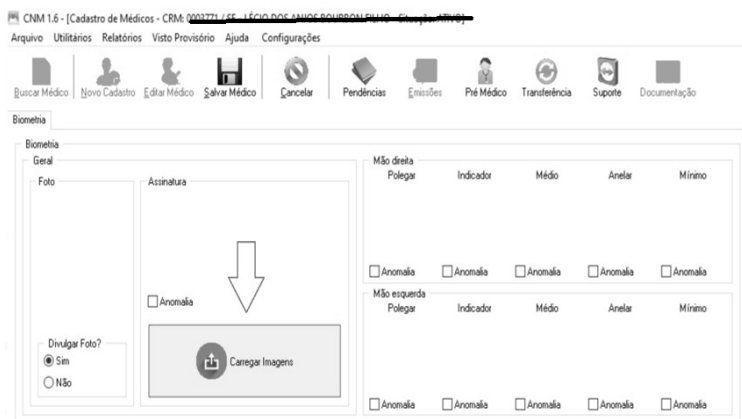 CNM 1.6 - [Cadastro de Médicos - CRM:
Arquivo Utilitários Relatórios Visto Provisório Ajuda Configurações
Buscar Médico Novo Cadastro Editar Médico Salvar Médico Cancelar Pendências Emissões Pré Médico Transferência Suporte Documentação
Biometria
Biometria
Geral
Foto
Assinatura
Anomalia
Divulgar Foto?
Sim
Não
Carregar Imagens
Mão direita
Polegar Indicador Médio Anelar Mínimo
Anomalia Anomalia Anomalia Anomalia Anomalia
Mão esquerda
Polegar Indicador Médio Anelar Mínimo
Anomalia Anomalia Anomalia Anomalia Anomalia